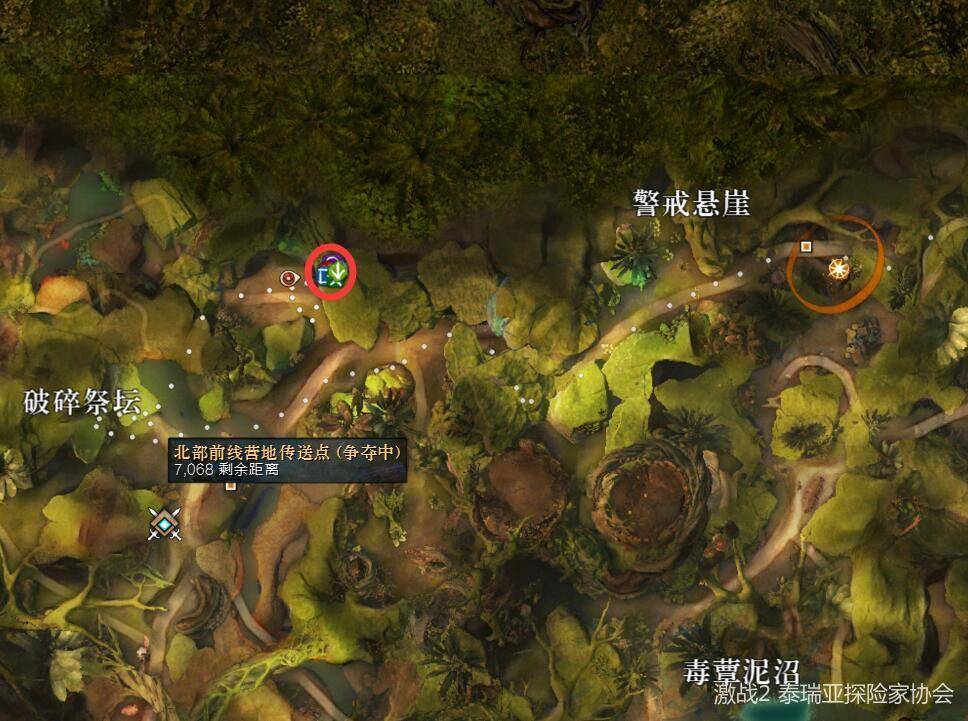 警戒悬崖
破碎祭坛
北部前线营地传送点 (争夺中)
7,068 剩余距离
毒蕈泥沼
激战2 泰瑞亚探险家协会